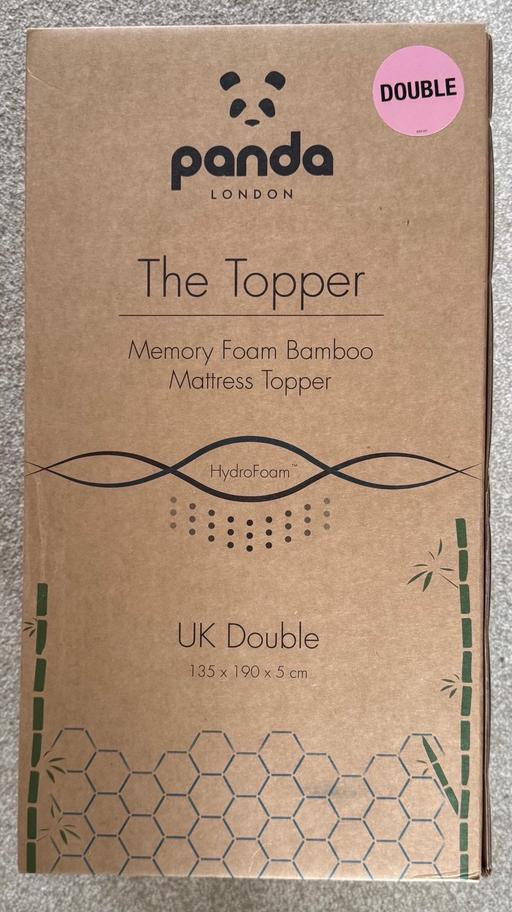 DOUBLE
panda
LONDON
The Topper
Memory Foam Bamboo
Mattress Topper
HydroFoam™
UK Double
135 x 190 x 5 cm